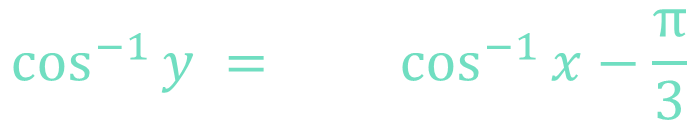 cos⁻¹ y = cos⁻¹ x − π/3